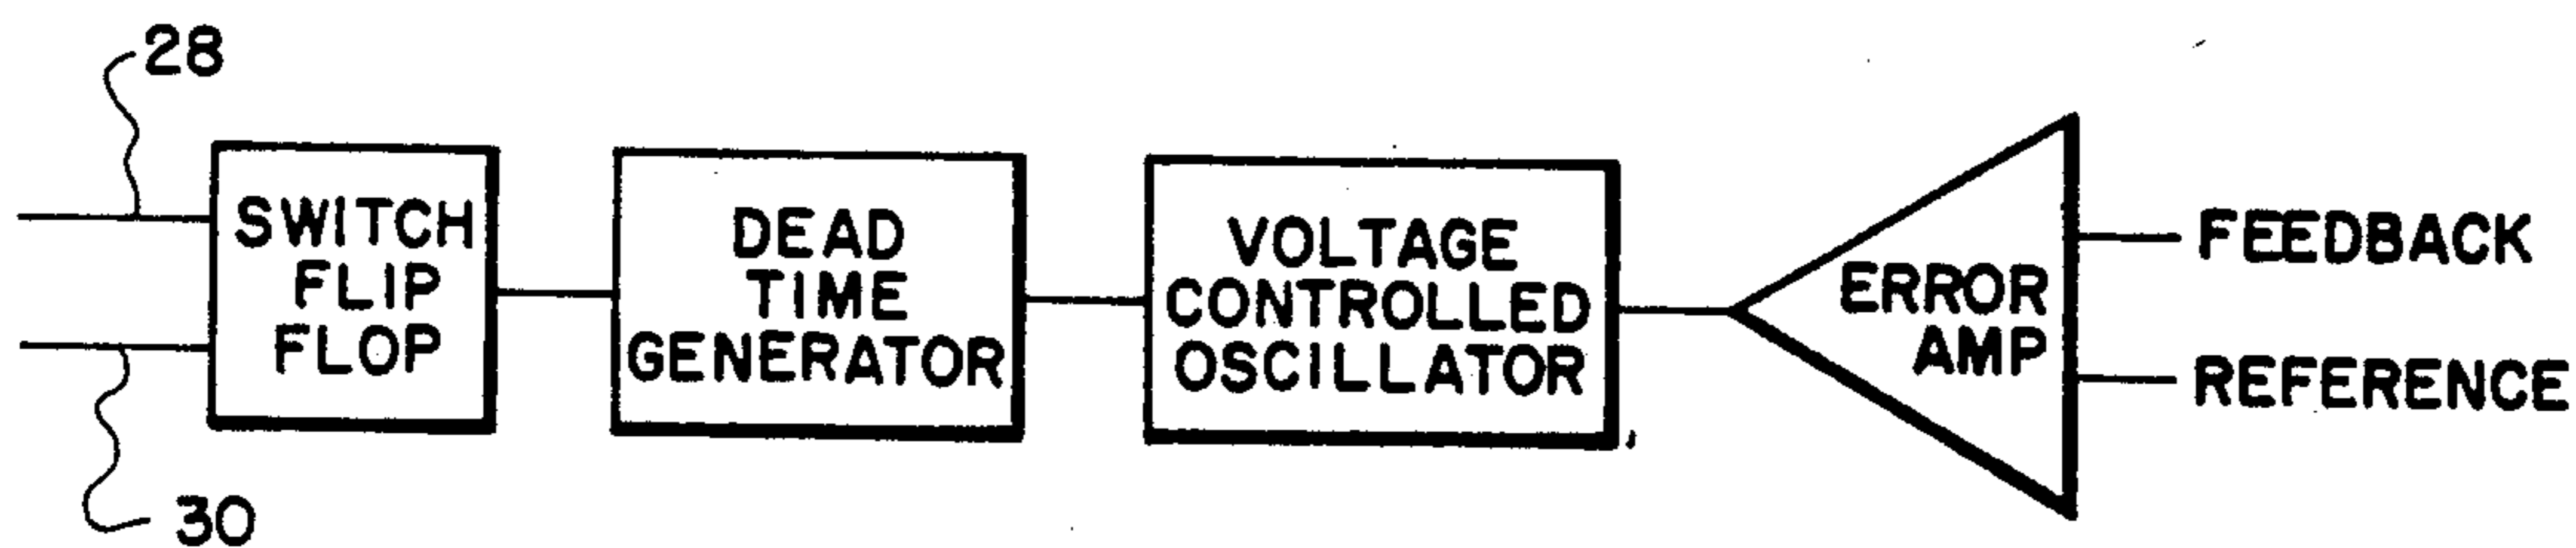 28
SWITCH
FLIP
FLOP
30
DEAD
TIME
GENERATOR
VOLTAGE
CONTROLLED
OSCILLATOR
ERROR
AMP
FEEDBACK
REFERENCE